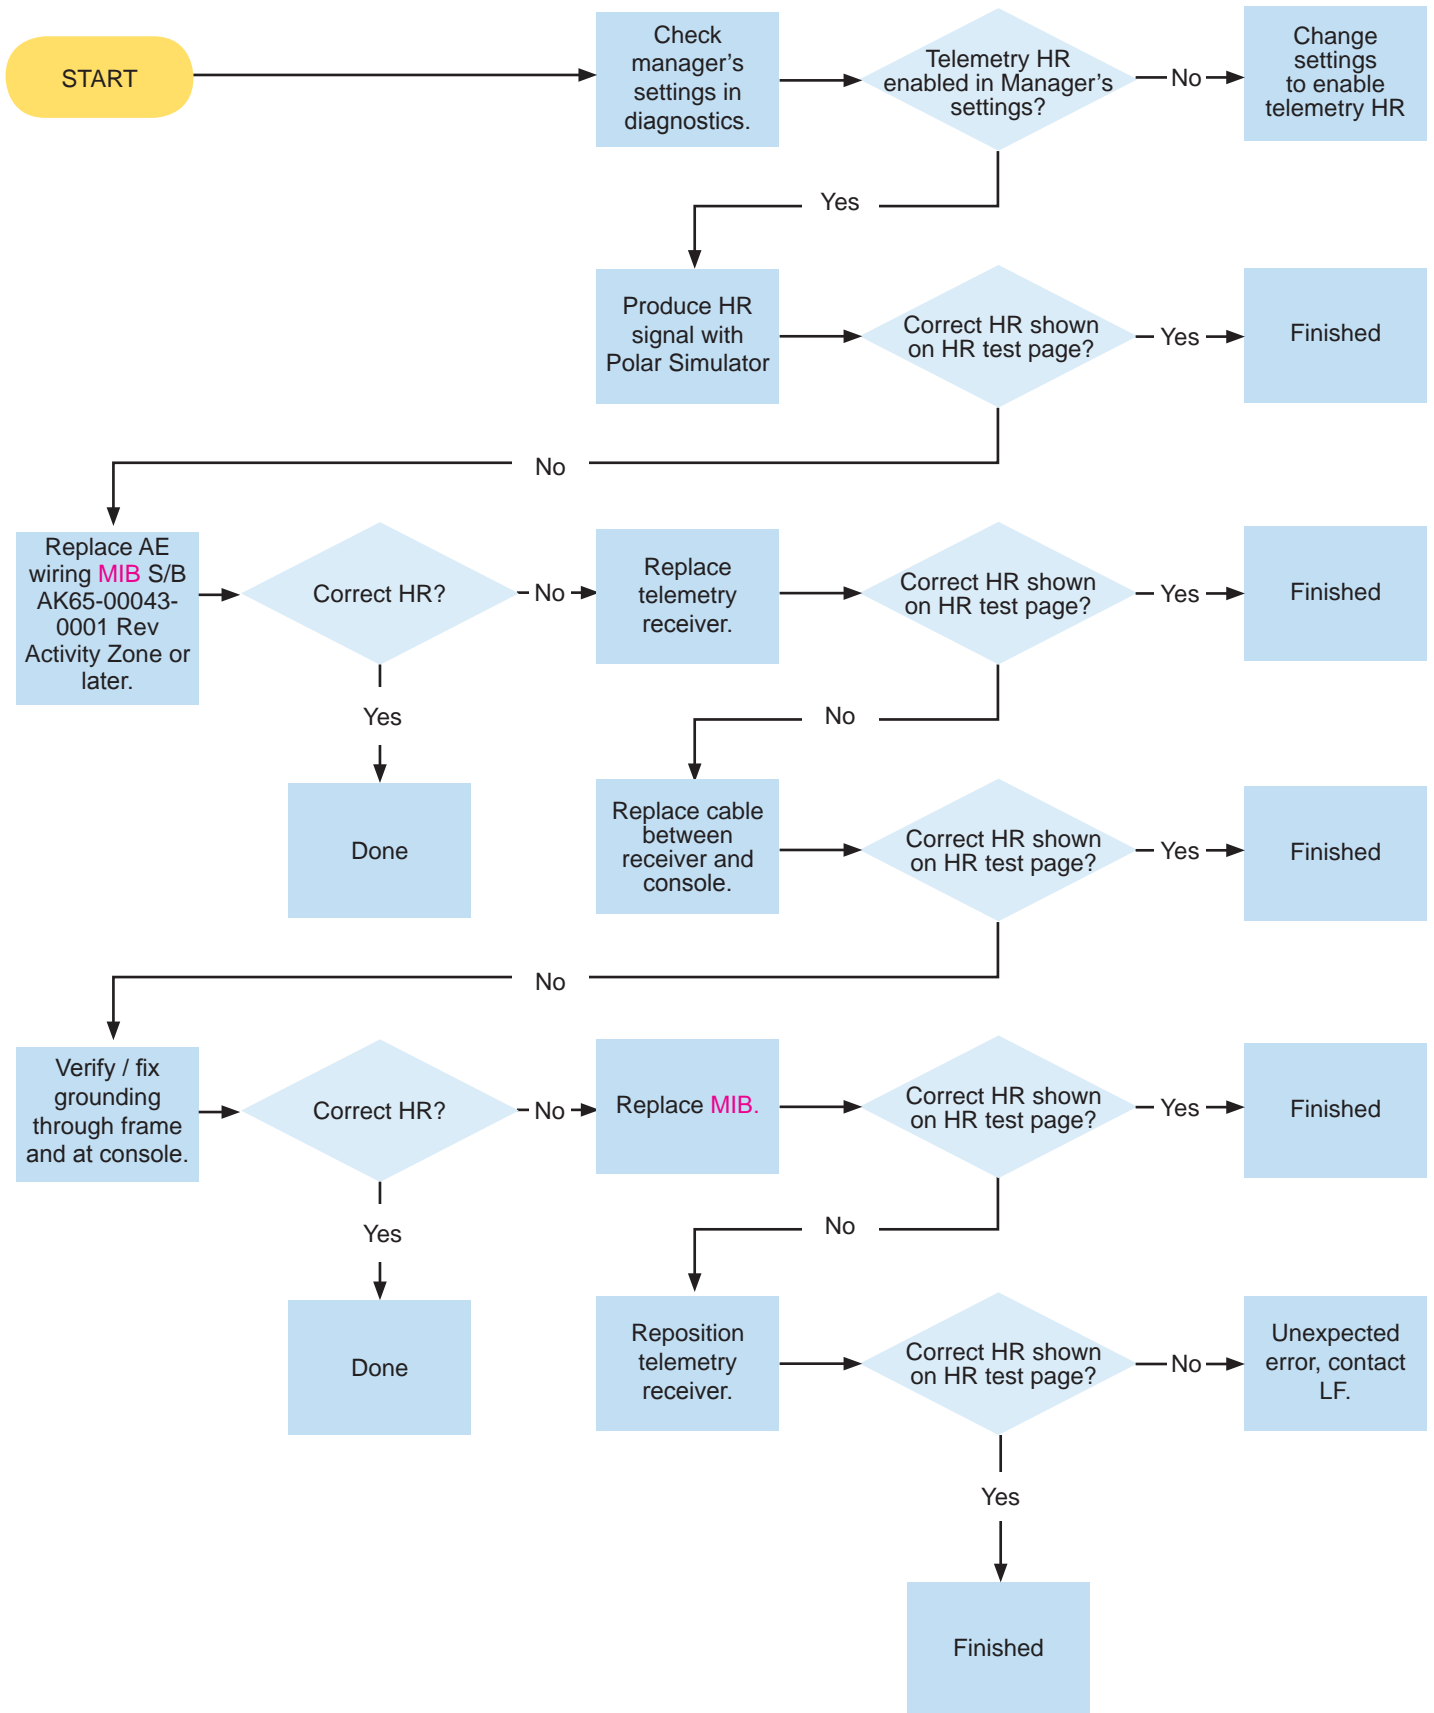 START
Check
manager's
settings in
diagnostics.
Telemetry HR
enabled in Manager's
settings?
No
Change
settings
to enable
telemetry HR
Yes
Produce HR
signal with
Polar Simulator
Correct HR shown
on HR test page?
Yes
Finished
No
Replace AE
wiring MIB S/B
AK65-00043-
0001 Rev
Activity Zone or
later.
Correct HR?
No
Replace
telemetry
receiver.
Correct HR shown
on HR test page?
Yes
Finished
Yes
Done
No
Replace cable
between
receiver and
console.
Correct HR shown
on HR test page?
Yes
Finished
No
Verify / fix
grounding
through frame
and at console.
Correct HR?
No
Replace MIB.
Correct HR shown
on HR test page?
Yes
Finished
Yes
Done
No
Reposition
telemetry
receiver.
Correct HR shown
on HR test page?
No
Unexpected
error, contact
LF.
Yes
Finished